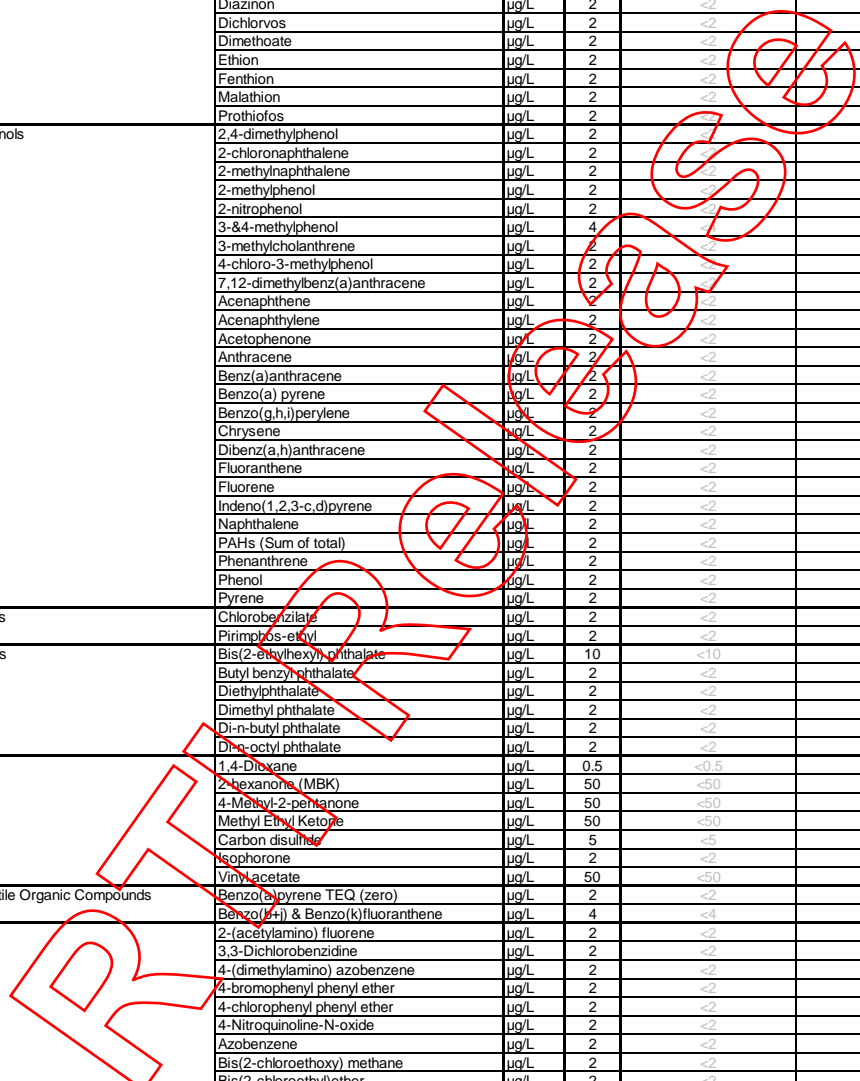 Diazinon µg/L 2 <2
Dichlorvos µg/L 2 <2
Dimethoate µg/L 2 <2
Ethion µg/L 2 <2
Fenthion µg/L 2 <2
Malathion µg/L 2 <2
Prothiofos µg/L 2 <2
nols 2,4-dimethylphenol µg/L 2 <2
2-chloronaphthalene µg/L 2 <2
2-methylnaphthalene µg/L 2 <2
2-methylphenol µg/L 2 <2
2-nitrophenol µg/L 2 <2
3-&4-methylphenol µg/L 4
3-methylcholanthrene µg/L 2 <2
4-chloro-3-methylphenol µg/L 2 <2
7,12-dimethylbenz(a)anthracene µg/L 2 <2
Acenaphthene µg/L 2 <2
Acenaphthylene µg/L 2 <2
Acetophenone µg/L 2 <2
Anthracene µg/L 2 <2
Benz(a)anthracene µg/L 2 <2
Benzo(a) pyrene µg/L 2 <2
Benzo(g,h,i)perylene µg/L 2 <2
Chrysene µg/L 2 <2
Dibenz(a,h)anthracene µg/L 2 <2
Fluoranthene µg/L 2 <2
Fluorene µg/L 2 <2
Indeno(1,2,3-c,d)pyrene µg/L 2 <2
Naphthalene µg/L 2 <2
PAHs (Sum of total) µg/L 2 <2
Phenanthrene µg/L 2 <2
Phenol µg/L 2 <2
Pyrene µg/L 2 <2
s Chlorobenzilate µg/L 2 <2
Pirimphos-ethyl µg/L 2 <2
s Bis(2-ethylhexyl) phthalate µg/L 10 <10
Butyl benzyl phthalate µg/L 2 <2
Diethylphthalate µg/L 2 <2
Dimethyl phthalate µg/L 2 <2
Di-n-butyl phthalate µg/L 2 <2
Di-n-octyl phthalate µg/L 2 <2
1,4-Dioxane µg/L 0.5 <0.5
2-hexanone (MBK) µg/L 50 <50
4-Methyl-2-pentanone µg/L 50 <50
Methyl Ethyl Ketone µg/L 50 <50
Carbon disulfide µg/L 5 <5
Isophorone µg/L 2 <2
Vinyl acetate µg/L 50 <50
tile Organic Compounds Benzo(a)pyrene TEQ (zero) µg/L 2 <2
Benzo(b+j) & Benzo(k)fluoranthene µg/L 4 <4
2-(acetylamino) fluorene µg/L 2 <2
3,3-Dichlorobenzidine µg/L 2 <2
4-(dimethylamino) azobenzene µg/L 2 <2
4-bromophenyl phenyl ether µg/L 2 <2
4-chlorophenyl phenyl ether µg/L 2 <2
4-Nitroquinoline-N-oxide µg/L 2 <2
Azobenzene µg/L 2 <2
Bis(2-chloroethoxy) methane µg/L 2 <2
Bis(2-chloroethyl)ether µg/L 2 <2
RTI Release